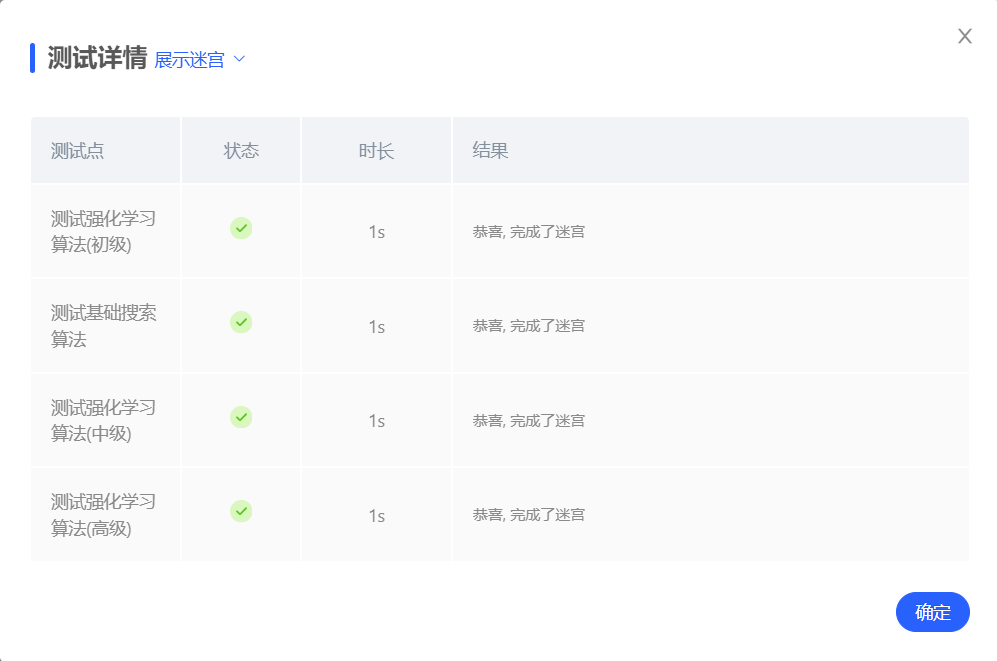 测试详情 展示迷宫
测试点 状态 时长 结果
测试强化学习
算法(初级)
1s 恭喜, 完成了迷宫
测试基础搜索
算法
1s 恭喜, 完成了迷宫
测试强化学习
算法(中级)
1s 恭喜, 完成了迷宫
测试强化学习
算法(高级)
1s 恭喜, 完成了迷宫
确定